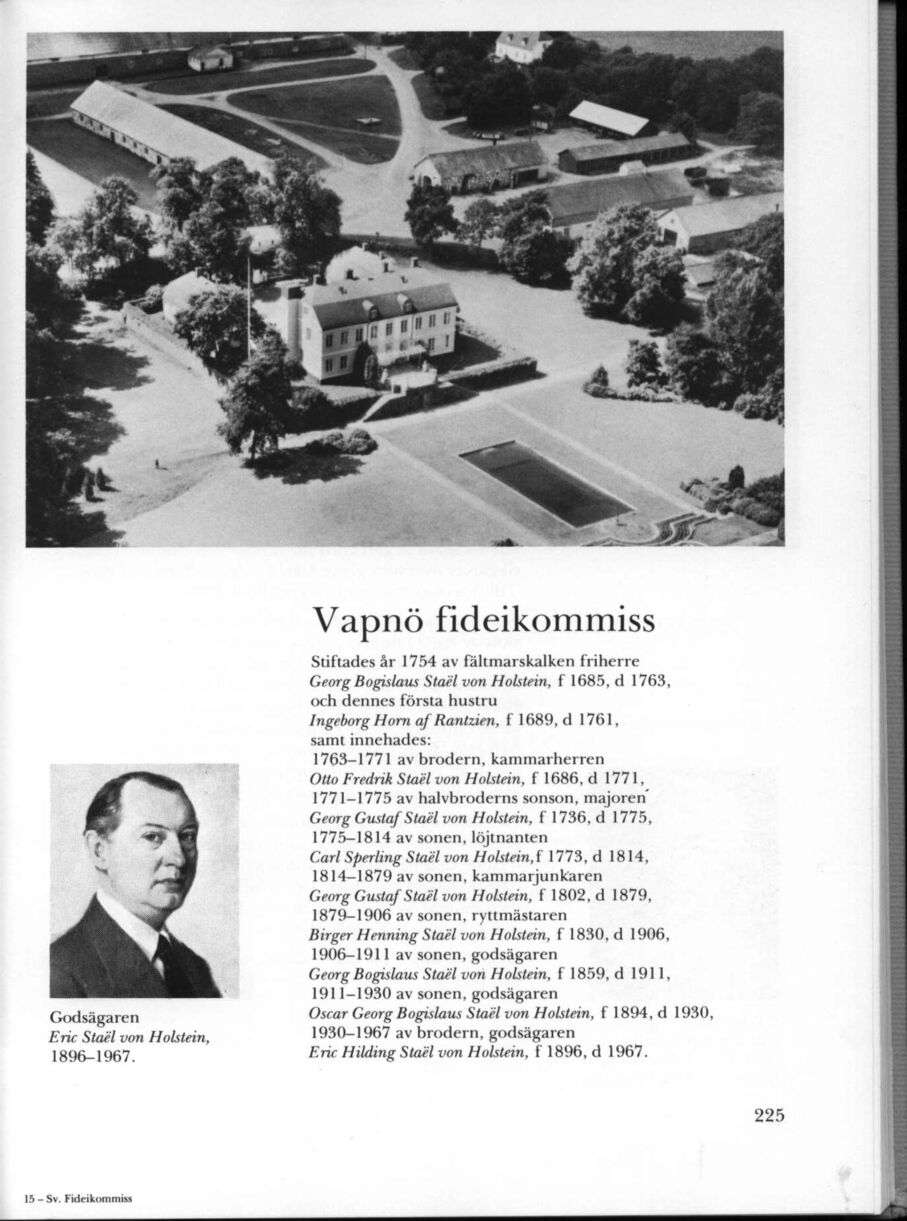 Vapnö fideikommiss
Stiftades år 1754 av fältmarskalken friherre
Georg Bogislaus Staël von Holstein, f 1685, d 1763,
och dennes första hustru
Ingeborg Horn af Rantzien, f 1689, d 1761,
samt innehades:
1763–1771 av brodern, kammarherren
Otto Fredrik Staël von Holstein, f 1686, d 1771,
1771–1775 av halvbroderns sonson, majoren
Georg Gustaf Staël von Holstein, f 1736, d 1775,
1775–1814 av sonen, löjtnanten
Carl Sperling Staël von Holstein, f 1773, d 1814,
1814–1879 av sonen, kammarjunkaren
Georg Gustaf Staël von Holstein, f 1802, d 1879,
1879–1906 av sonen, ryttmästaren
Birger Henning Staël von Holstein, f 1830, d 1906,
1906–1911 av sonen, godsägaren
Georg Bogislaus Staël von Holstein, f 1859, d 1911,
1911–1930 av sonen, godsägaren
Oscar Georg Bogislaus Staël von Holstein, f 1894, d 1930,
1930–1967 av brodern, godsägaren
Eric Hilding Staël von Holstein, f 1896, d 1967.
Godsägaren
Eric Staël von Holstein,
1896–1967.
225
15 – Sv. Fideikommiss